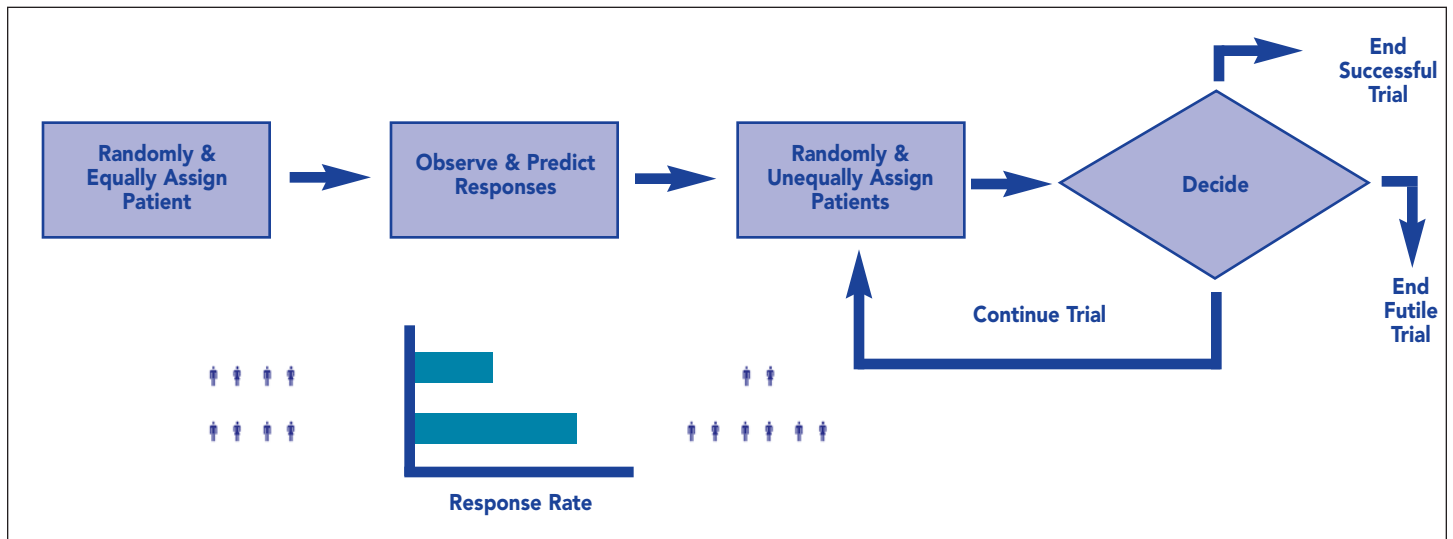 Randomly &
Equally Assign
Patient
Observe & Predict
Responses
Randomly &
Unequally Assign
Patients
Decide
End
Successful
Trial
End
Futile
Trial
Continue Trial
Response Rate